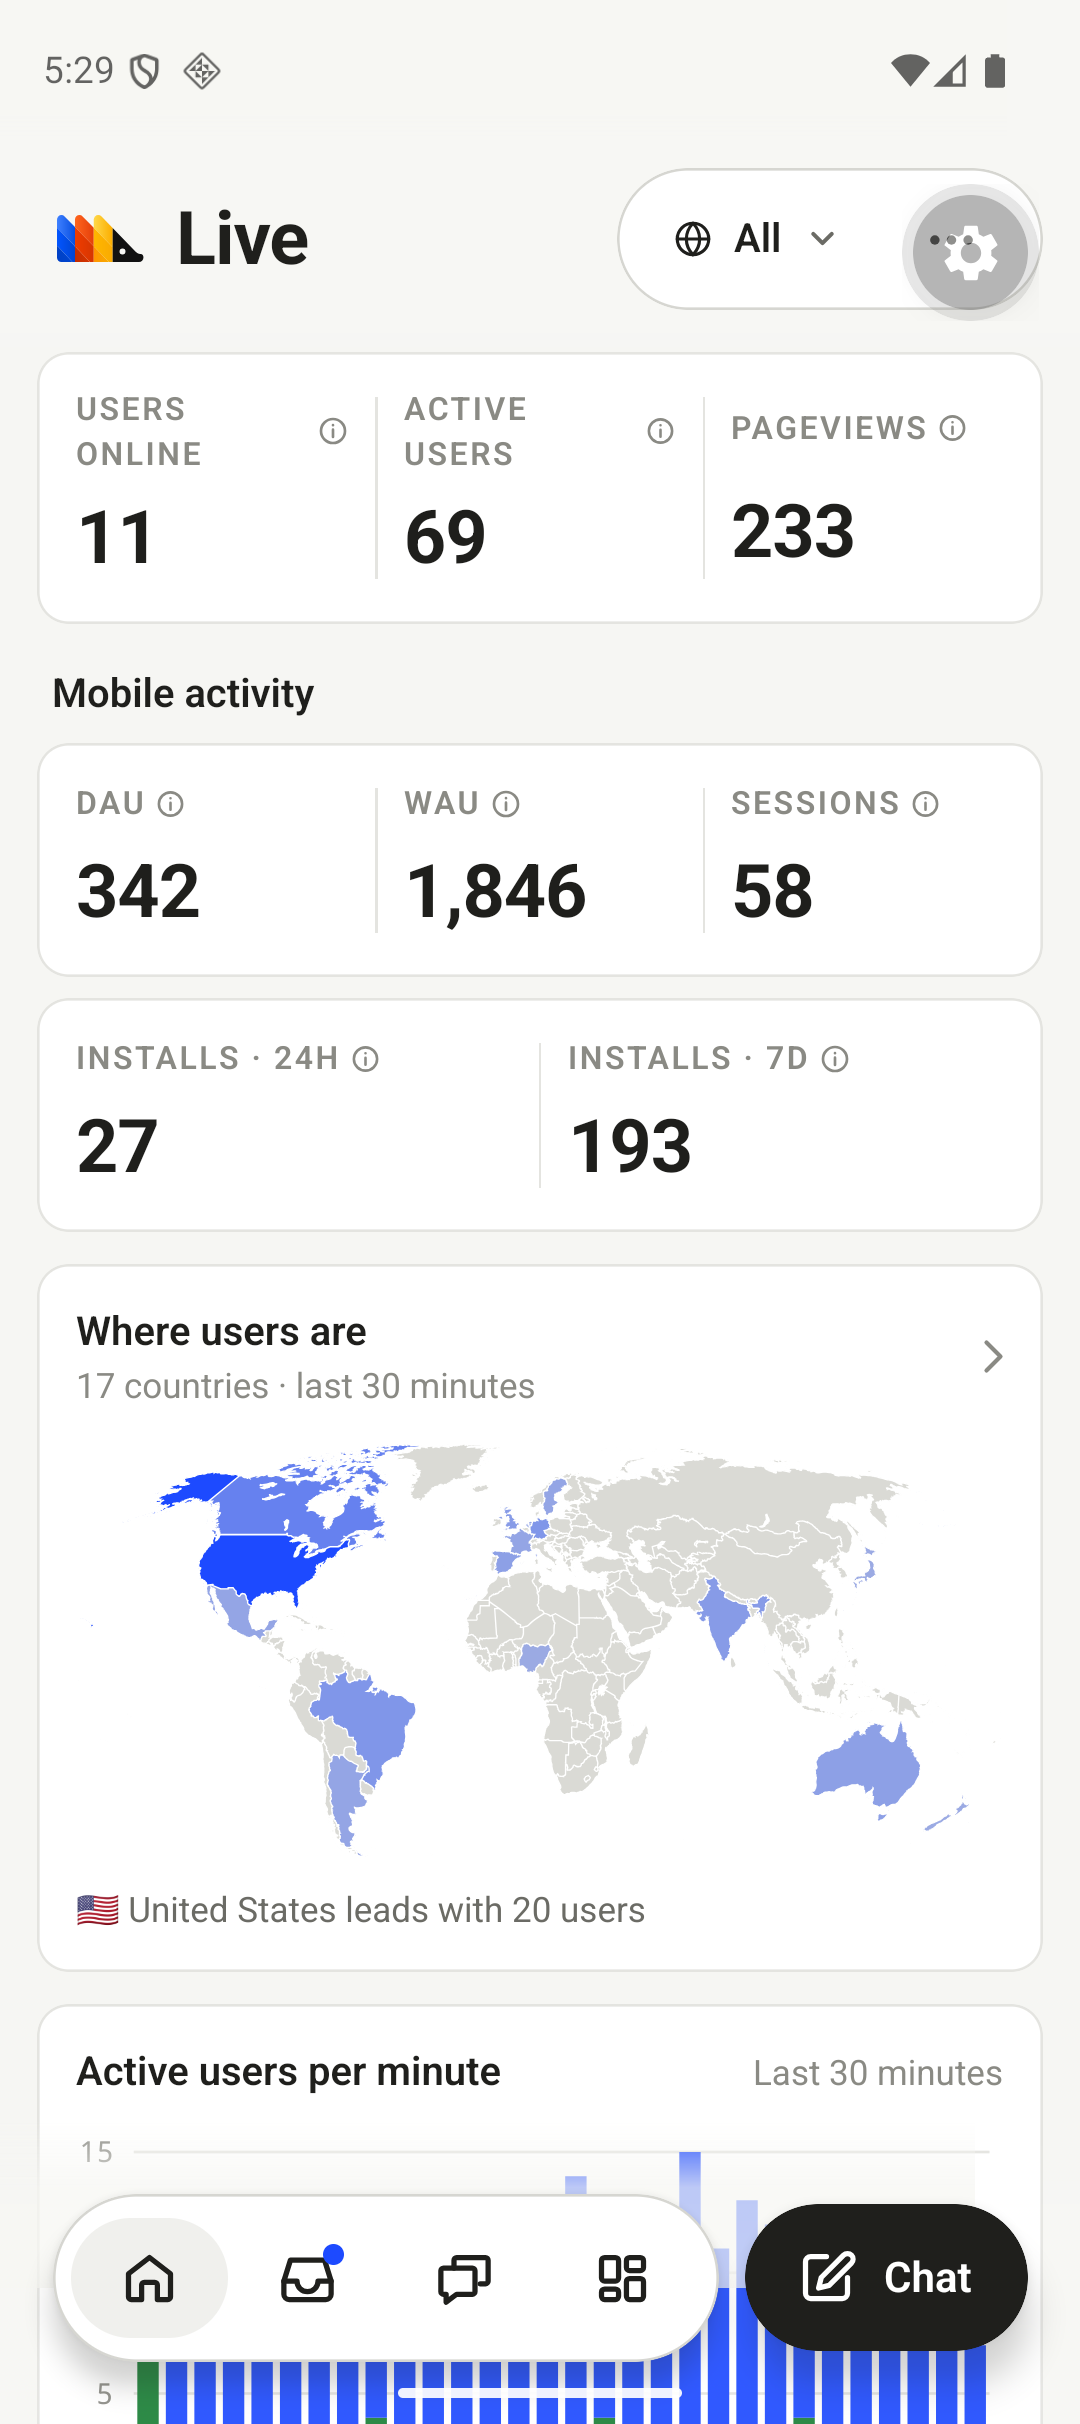 5:29
Live
All
USERS ONLINE
11
ACTIVE USERS
69
PAGEVIEWS
233
Mobile activity
DAU
342
WAU
1,846
SESSIONS
58
INSTALLS · 24H
27
INSTALLS · 7D
193
Where users are
17 countries · last 30 minutes
United States leads with 20 users
Active users per minute
Last 30 minutes
15
Chat
5